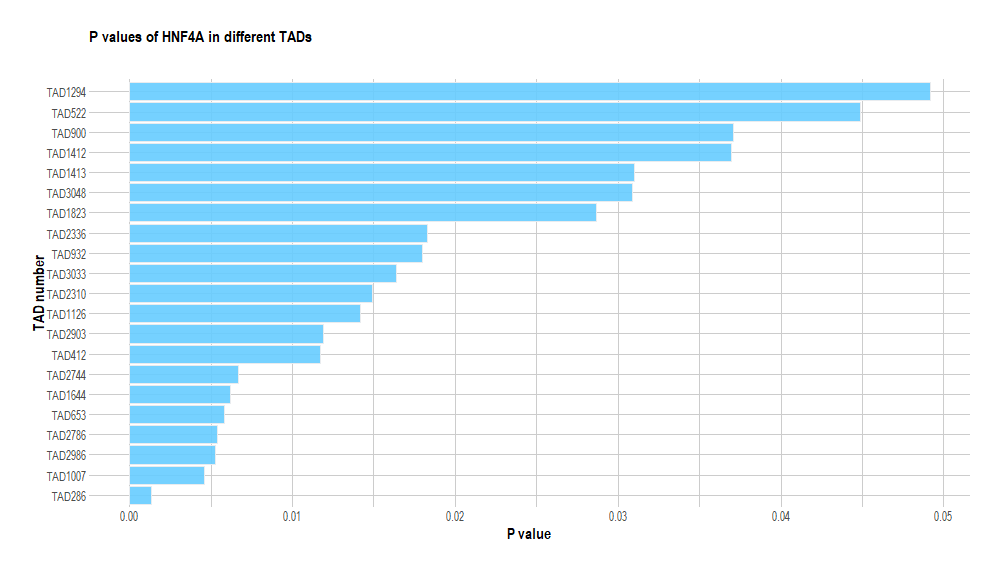 P values of HNF4A in different TADs
TAD number
TAD1294
TAD522
TAD900
TAD1412
TAD1413
TAD3048
TAD1823
TAD2336
TAD932
TAD3033
TAD2310
TAD1126
TAD2903
TAD412
TAD2744
TAD1644
TAD653
TAD2786
TAD2986
TAD1007
TAD286
0.00 0.01 0.02 0.03 0.04 0.05
P value